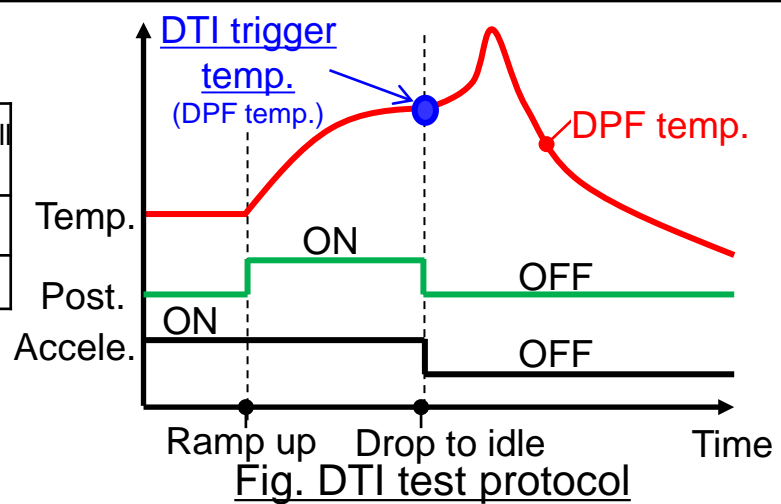 DTI trigger
temp.
(DPF temp.)
DPF temp.
Temp.
ON
Post.
OFF
ON
Accele.
OFF
Ramp up
Drop to idle
Time
Fig. DTI test protocol